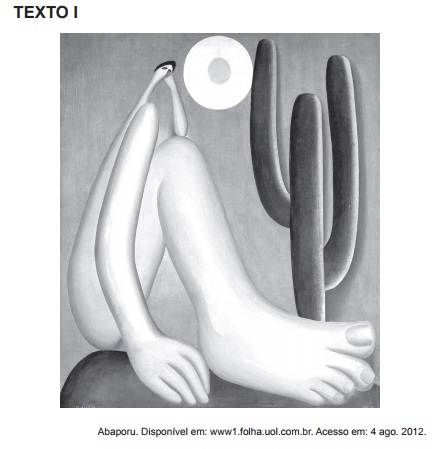 TEXTO I
Abaporu. Disponível em: www1.folha.uol.com.br. Acesso em: 4 ago. 2012.